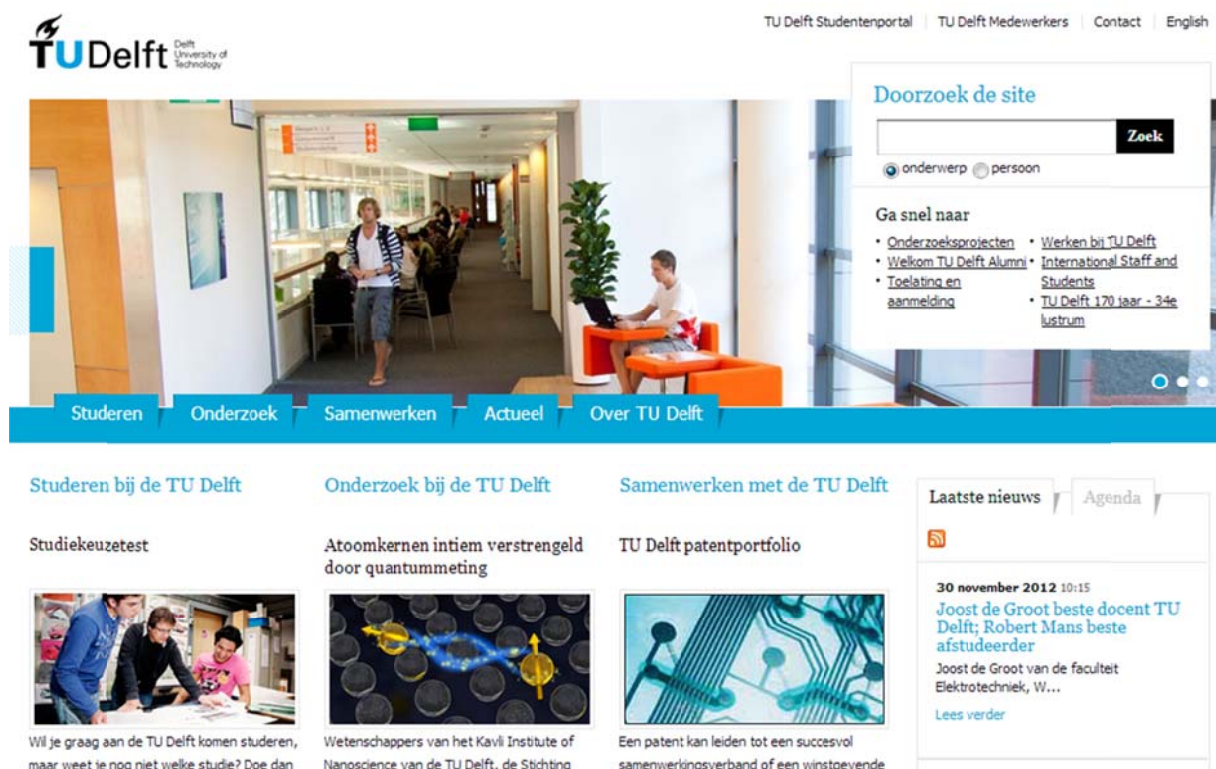 TU Delft Studentenportal
TU Delft Medewerkers
Contact
English
TUDelft
Delft
University of
Technology
Doorzoek de site
Zoek
onderwerp
persoon
Ga snel naar
• Onderzoeksprojecten
• Welkom TU Delft Alumni
• Toelating en
aanmelding
• Werken bij TU Delft
• International Staff and
Students
• TU Delft 170 jaar - 34e
lustrum
Studeren
Onderzoek
Samenwerken
Actueel
Over TU Delft
Studeren bij de TU Delft
Studiekeuzetest
Wil je graag aan de TU Delft komen studeren,
maar weet je nog niet welke studie? Doe dan
Onderzoek bij de TU Delft
Atoomkernen intiem verstrengeld
door quantummeting
Wetenschappers van het Kavli Institute of
Nanoscience van de TU Delft, de Stichting
Samenwerken met de TU Delft
TU Delft patentportfolio
Een patent kan leiden tot een succesvol
samenwerkingsverband of een winstgevende
Laatste nieuws
Agenda
30 november 2012 10:15
Joost de Groot beste docent TU
Delft; Robert Mans beste
afstudeerder
Joost de Groot van de faculteit
Elektrotechniek, W...
Lees verder